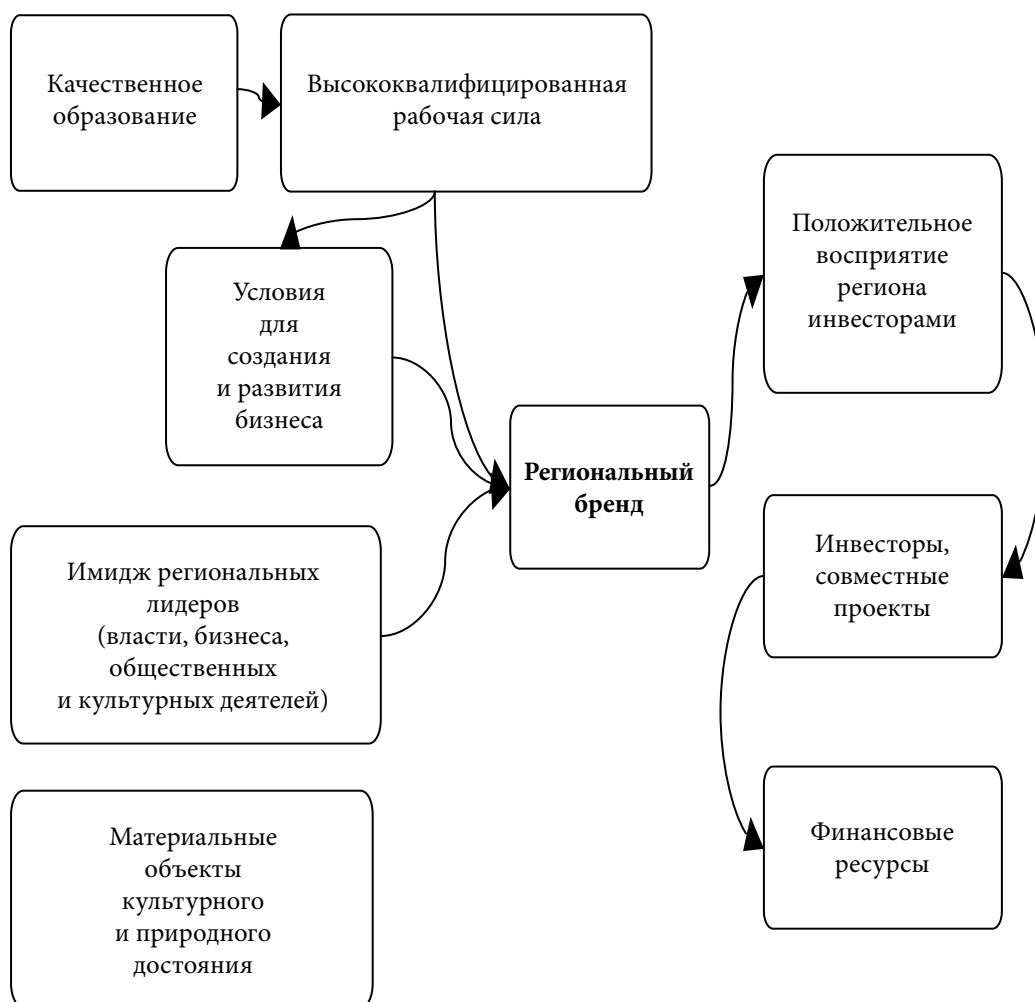 Качественное
образование
Высококвалифицированная
рабочая сила
Условия
для
создания
и развития
бизнеса
Имидж региональных
лидеров
(власти, бизнеса,
общественных
и культурных деятелей)
Материальные
объекты
культурного
и природного
достояния
Региональный
бренд
Положительное
восприятие
региона
инвесторами
Инвесторы,
совместные
проекты
Финансовые
ресурсы